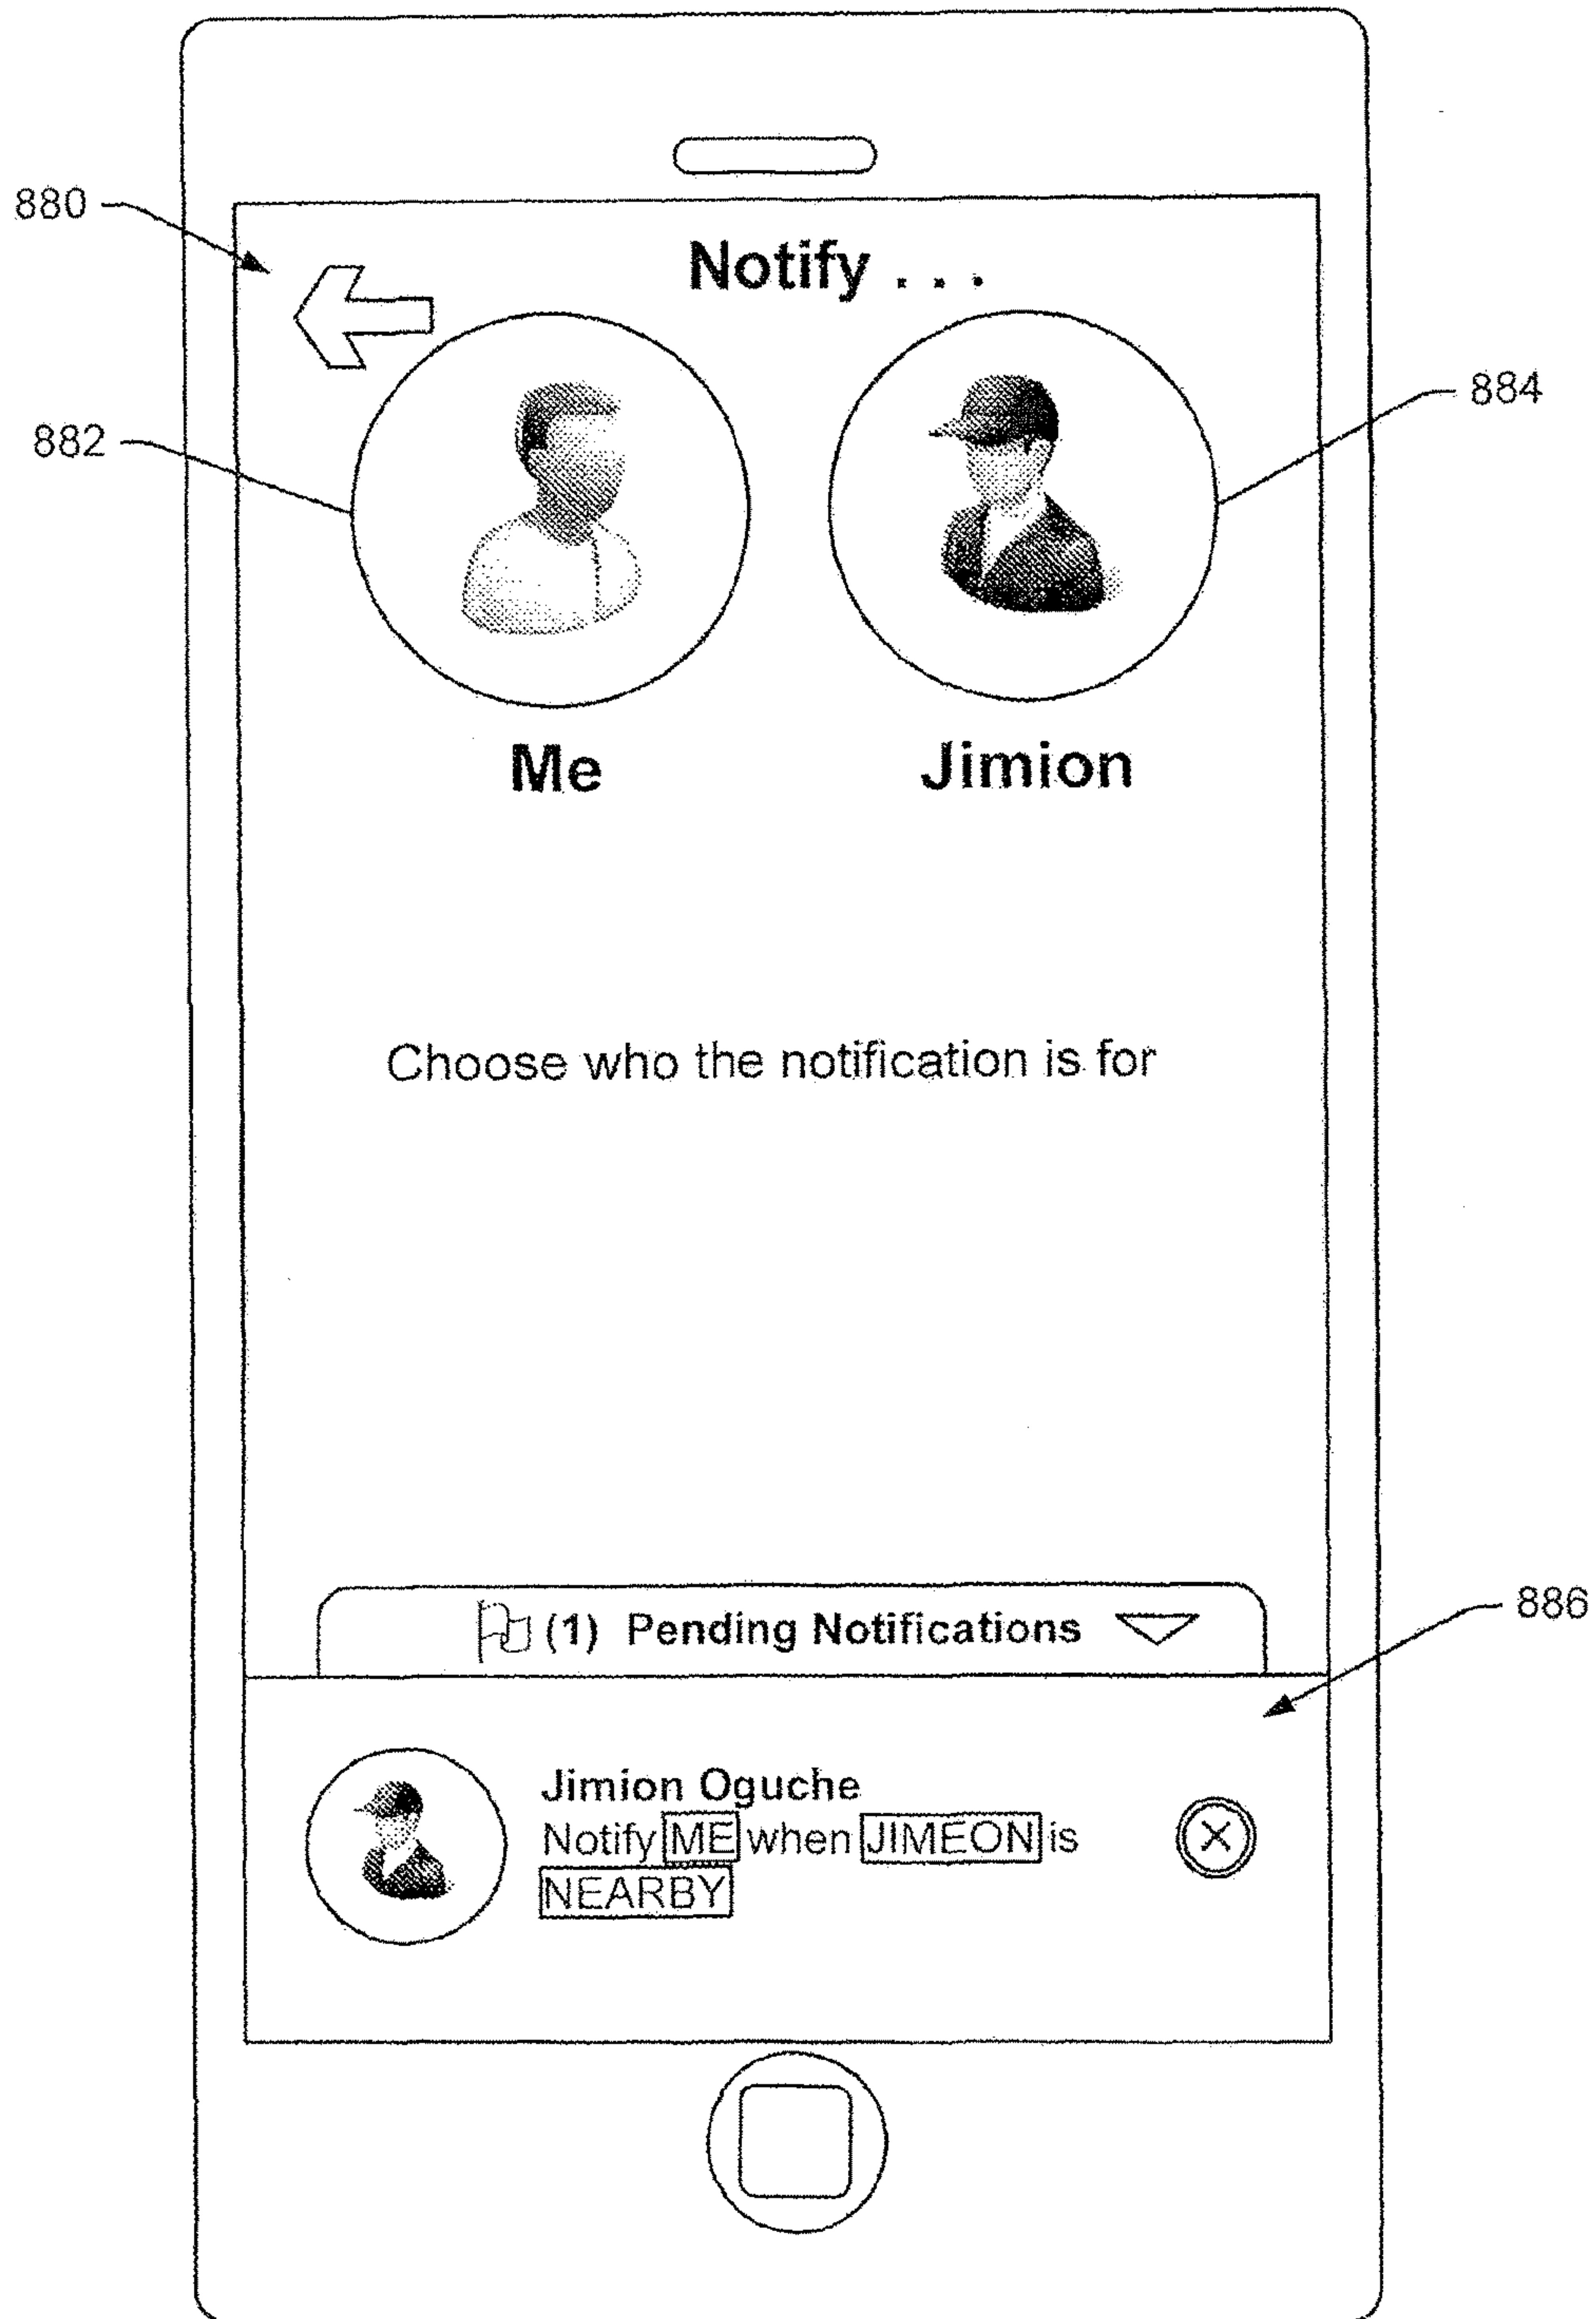 880
Notify . . .
882
884
Me
Jimion
Choose who the notification is for
(1) Pending Notifications
886
Jimion Oguche
Notify ME when JIMEON is
NEARBY